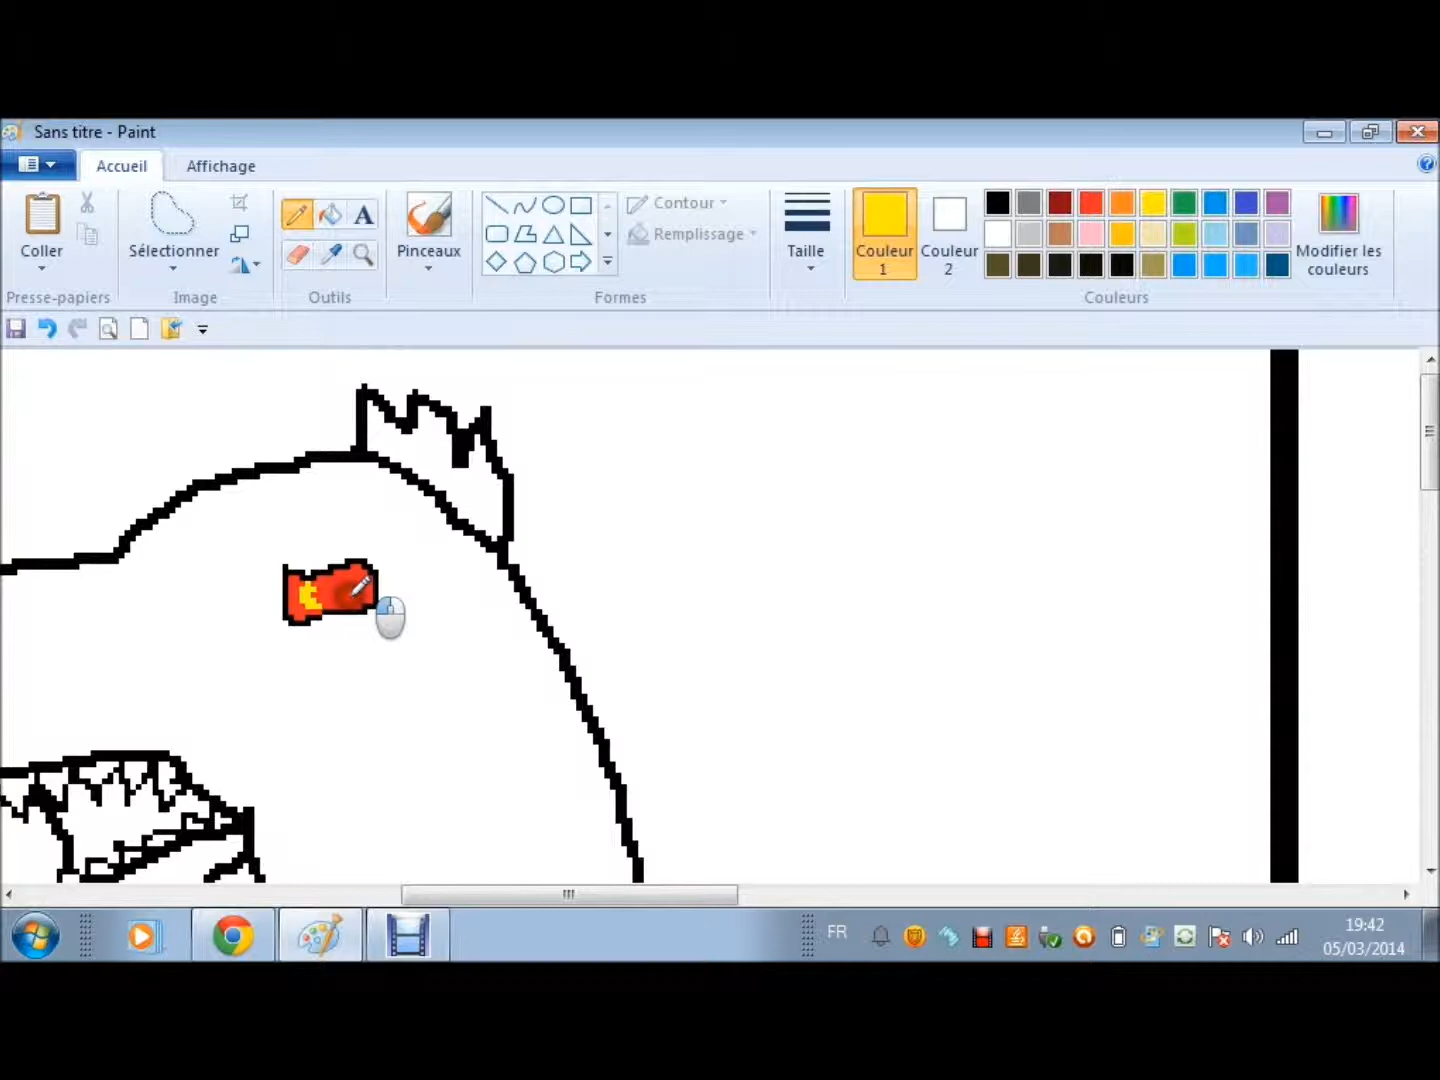 Sans titre - Paint
Accueil
Affichage
Coller
Sélectionner
A
Pinceaux
Contour
Remplissage
Taille
Couleur
1
Couleur
2
Modifier les
couleurs
Presse-papiers
Image
Outils
Formes
Couleurs
FR
19:42
05/03/2014